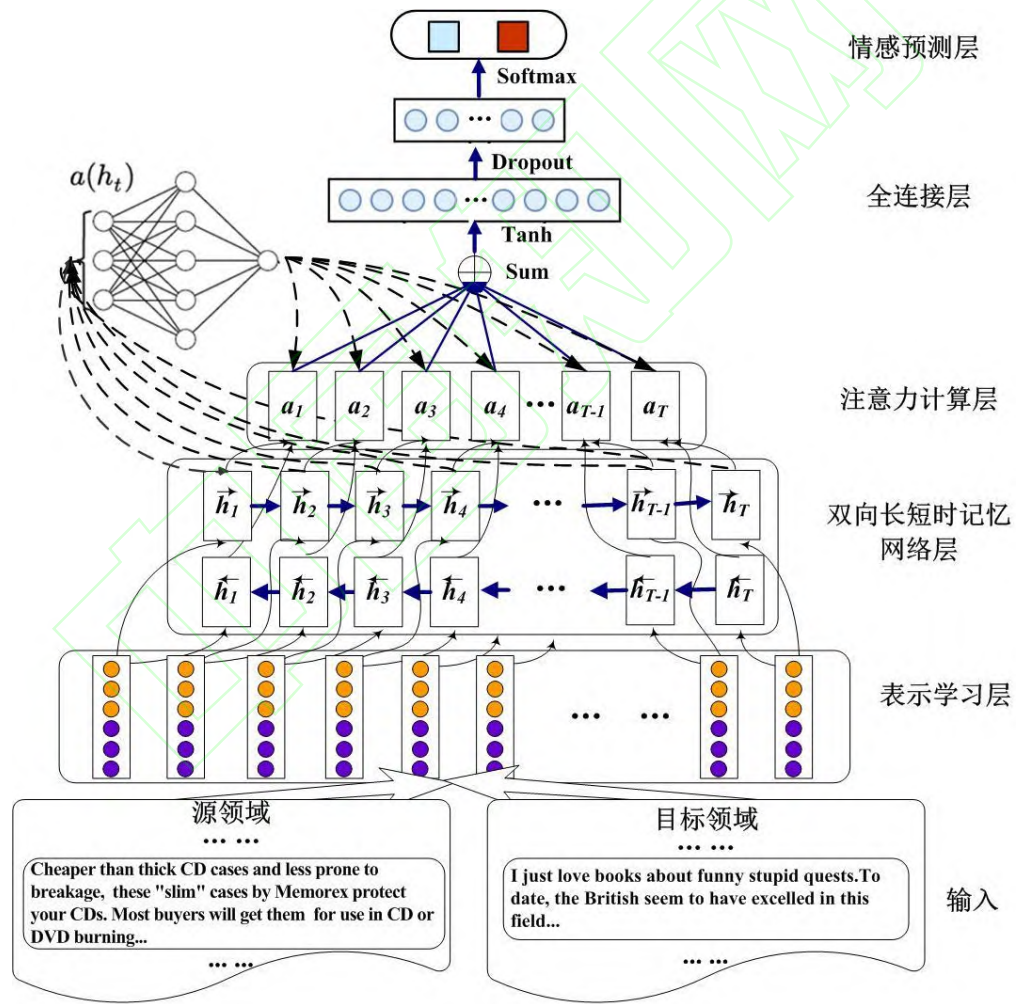 情感预测层
Softmax
...
Dropout
a(h_t)
全连接层
...
Tanh
Sum
注意力计算层
a_1 a_2 a_3 a_4 ... a_{T-1} a_T
双向长短时记忆
网络层
h_1 h_2 h_3 h_4 ... h_{T-1} h_T
h_1 h_2 h_3 h_4 ... h_{T-1} h_T
表示学习层
... ...
源领域
... ...
Cheaper than thick CD cases and less prone to
breakage, these "slim" cases by Memorex protect
your CDs. Most buyers will get them for use in CD or
DVD burning...
... ...
目标领域
... ...
I just love books about funny stupid quests.To
date, the British seem to have excelled in this
field...
... ...
输入